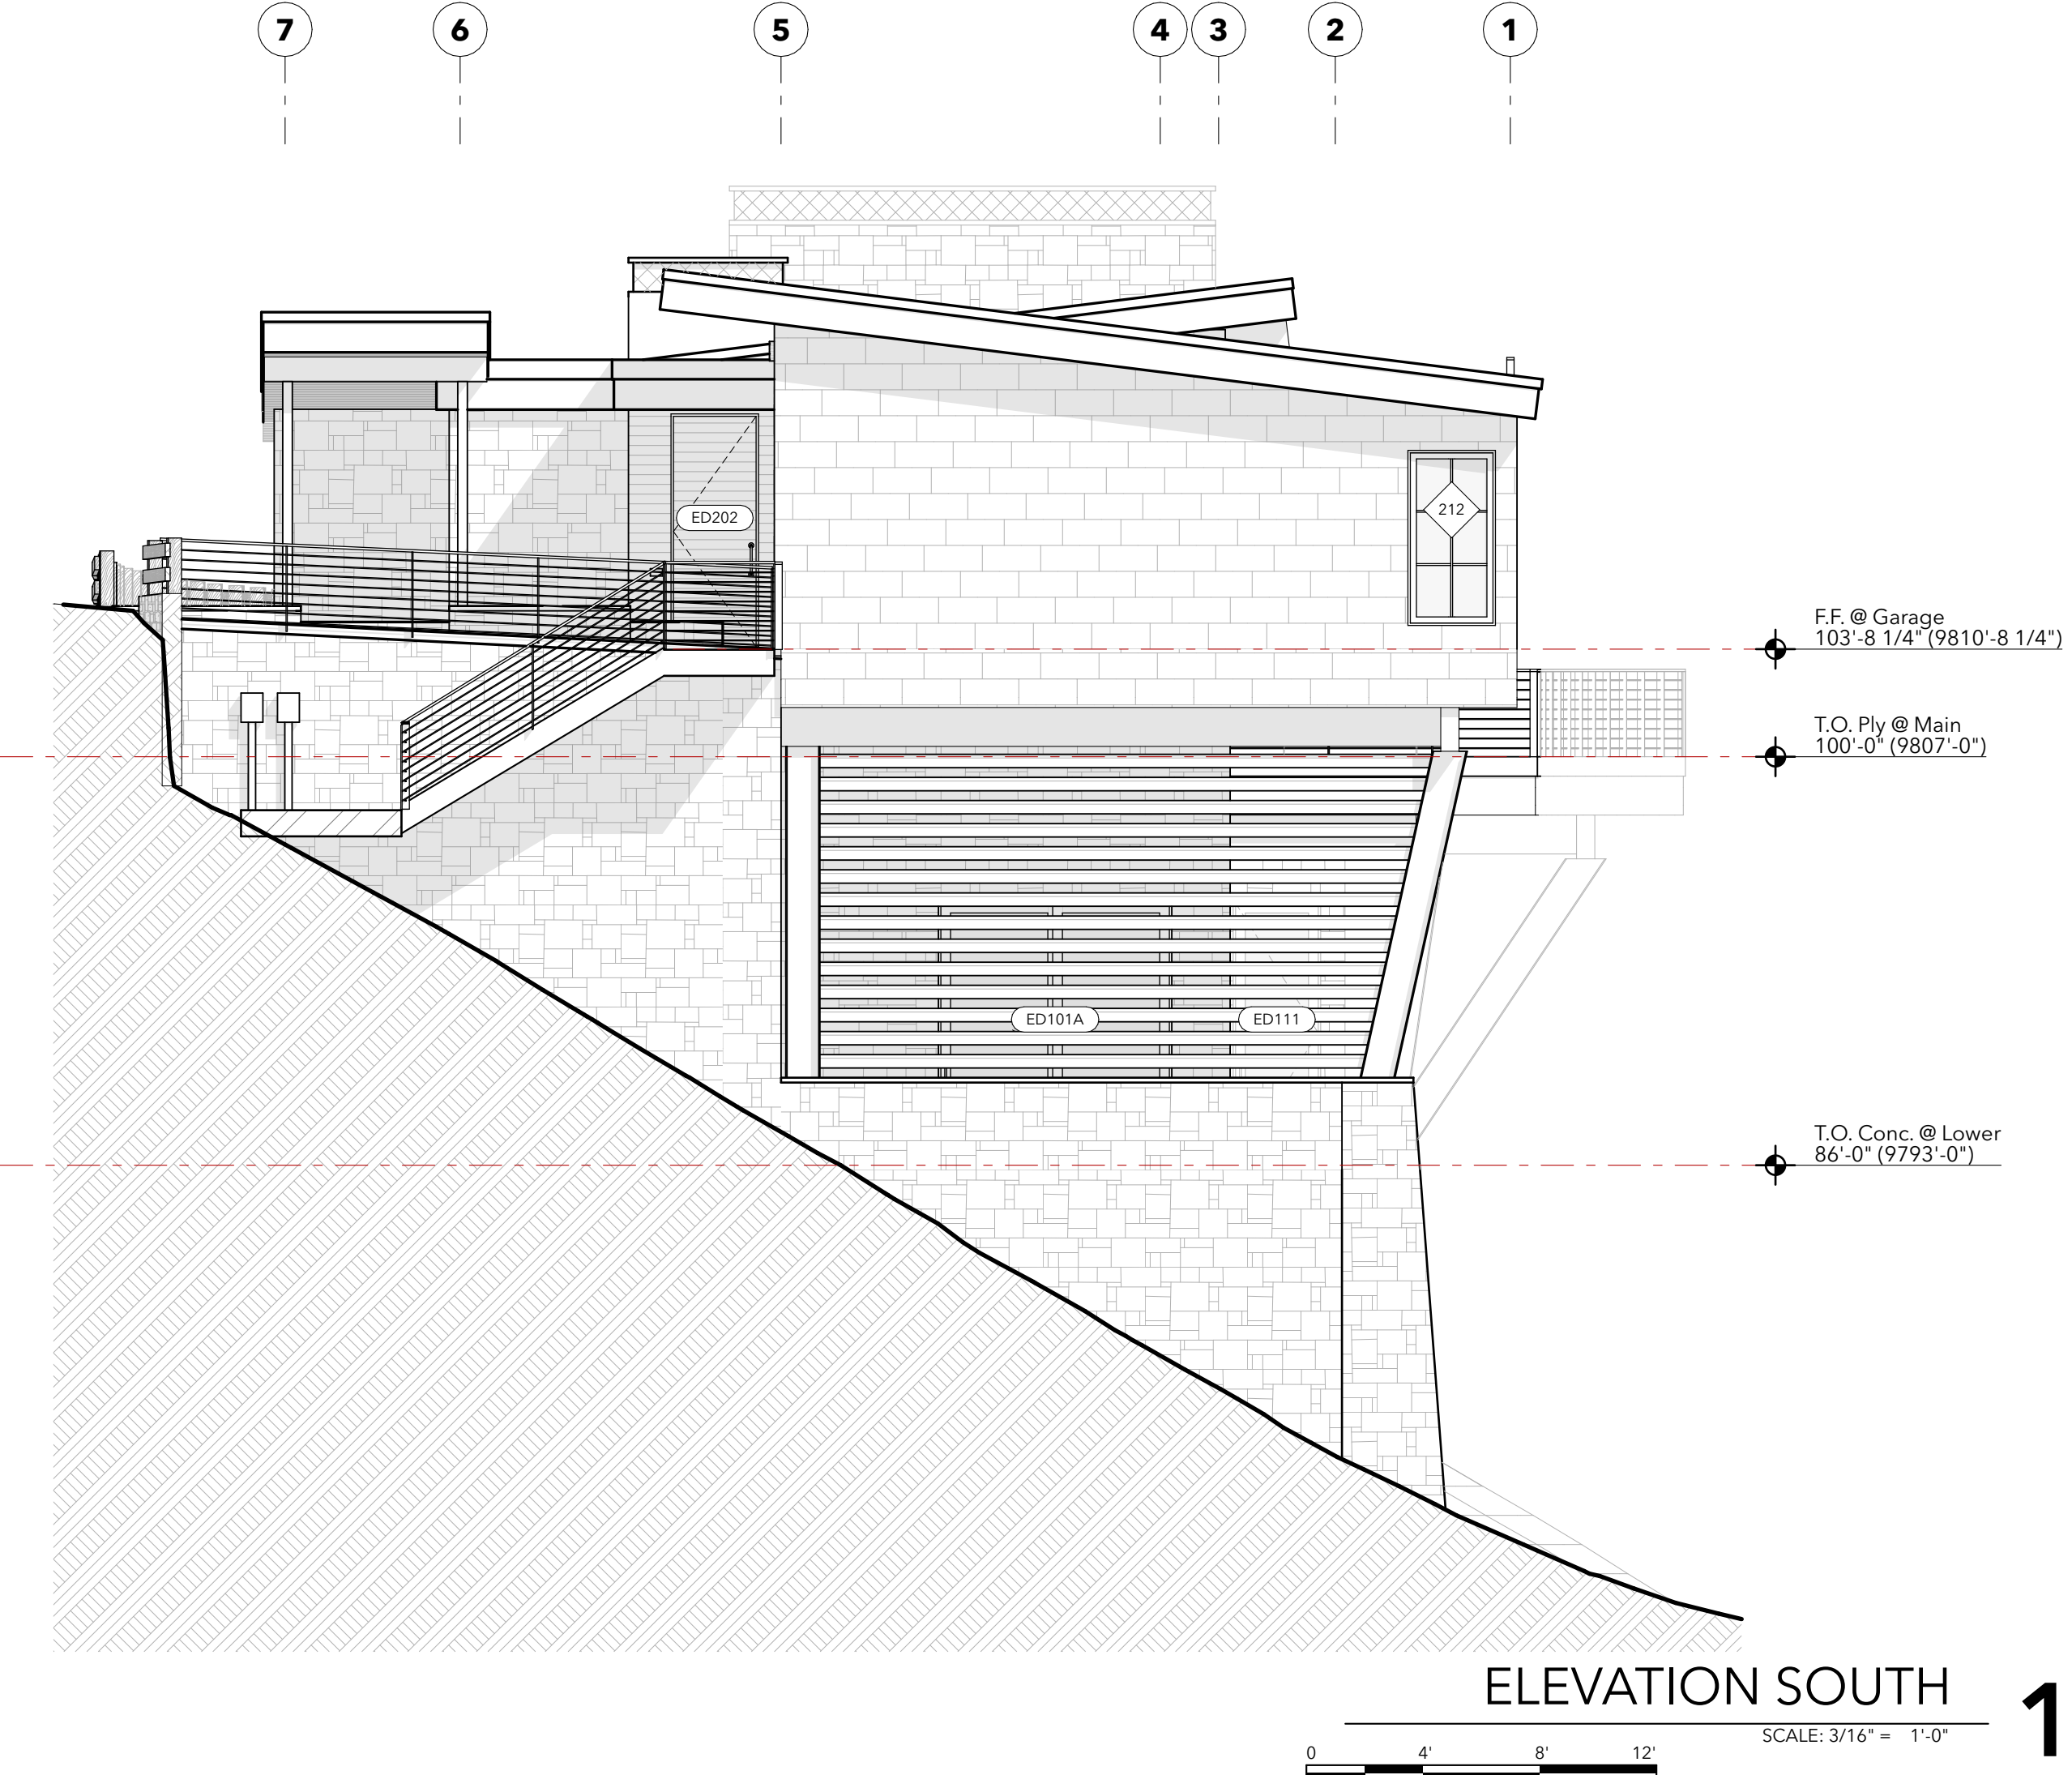 7 6 5 4 3 2 1
ED202
212
F.F. @ Garage
103'-8 1/4" (9810'-8 1/4")
T.O. Ply @ Main
100'-0" (9807'-0")
ED101A ED111
T.O. Conc. @ Lower
86'-0" (9793'-0")
ELEVATION SOUTH 1
SCALE: 3/16" = 1'-0"
0 4' 8' 12'